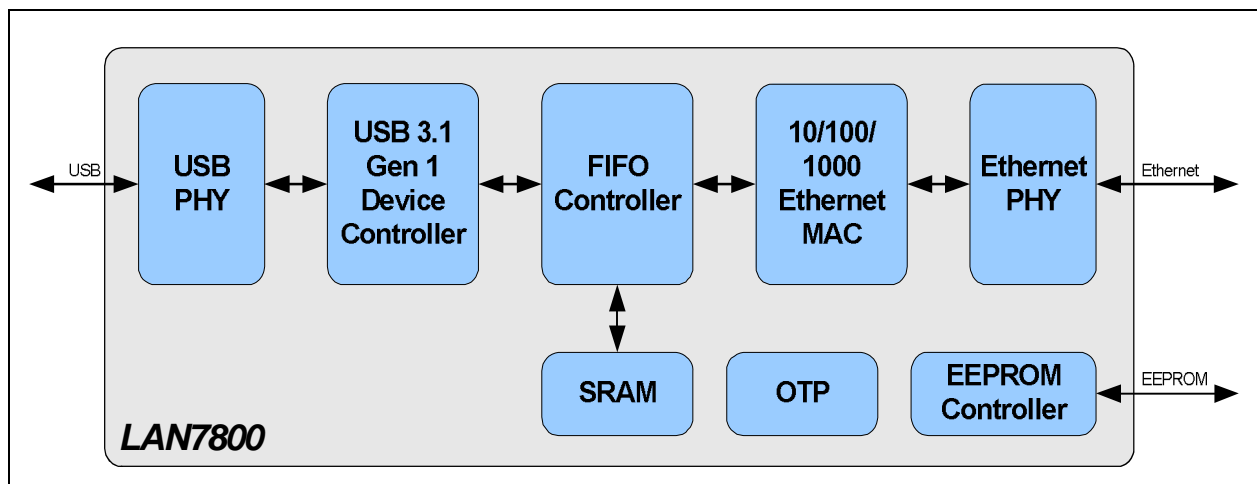 USB
USB
PHY
USB 3.1
Gen 1
Device
Controller
FIFO
Controller
10/100/
1000
Ethernet
MAC
Ethernet
PHY
Ethernet
SRAM
OTP
EEPROM
Controller
EEPROM
LAN7800